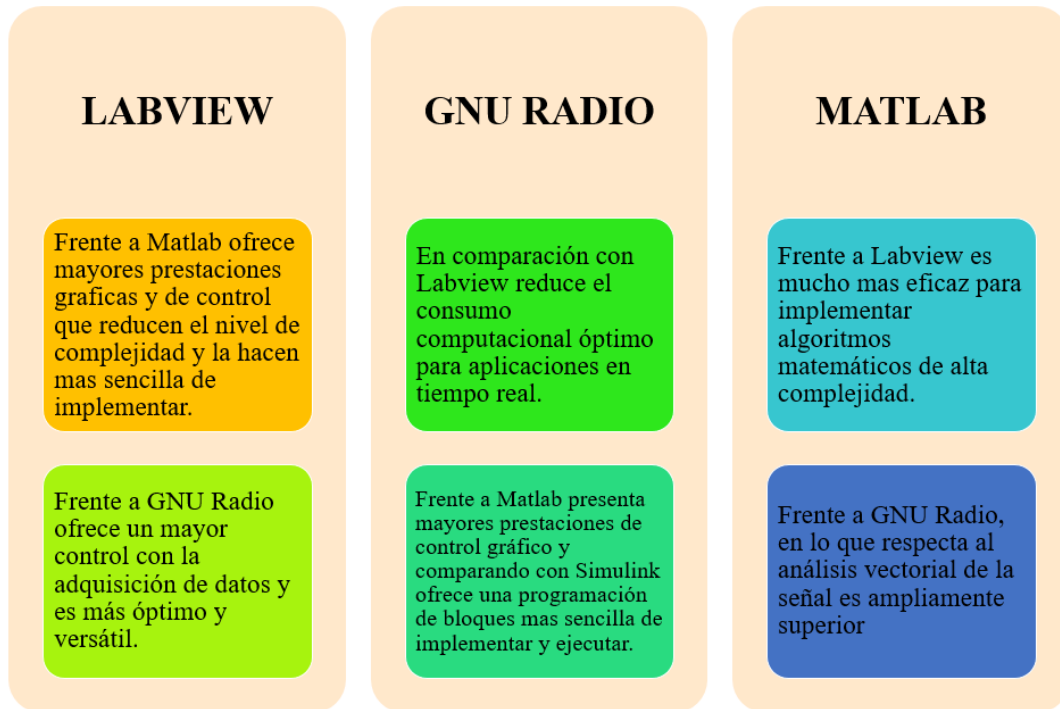 LABVIEW
Frente a Matlab ofrece
mayores prestaciones
graficas y de control
que reducen el nivel de
complejidad y la hacen
mas sencilla de
implementar.
Frente a GNU Radio
ofrece un mayor
control con la
adquisición de datos y
es más óptimo y
versátil.
GNU RADIO
En comparación con
Labview reduce el
consumo
computacional óptimo
para aplicaciones en
tiempo real.
Frente a Matlab presenta
mayores prestaciones de
control gráfico y
comparando con Simulink
ofrece una programación
de bloques mas sencilla de
implementar y ejecutar.
MATLAB
Frente a Labview es
mucho mas eficaz para
implementar
algoritmos
matemáticos de alta
complejidad.
Frente a GNU Radio,
en lo que respecta al
análisis vectorial de la
señal es ampliamente
superior